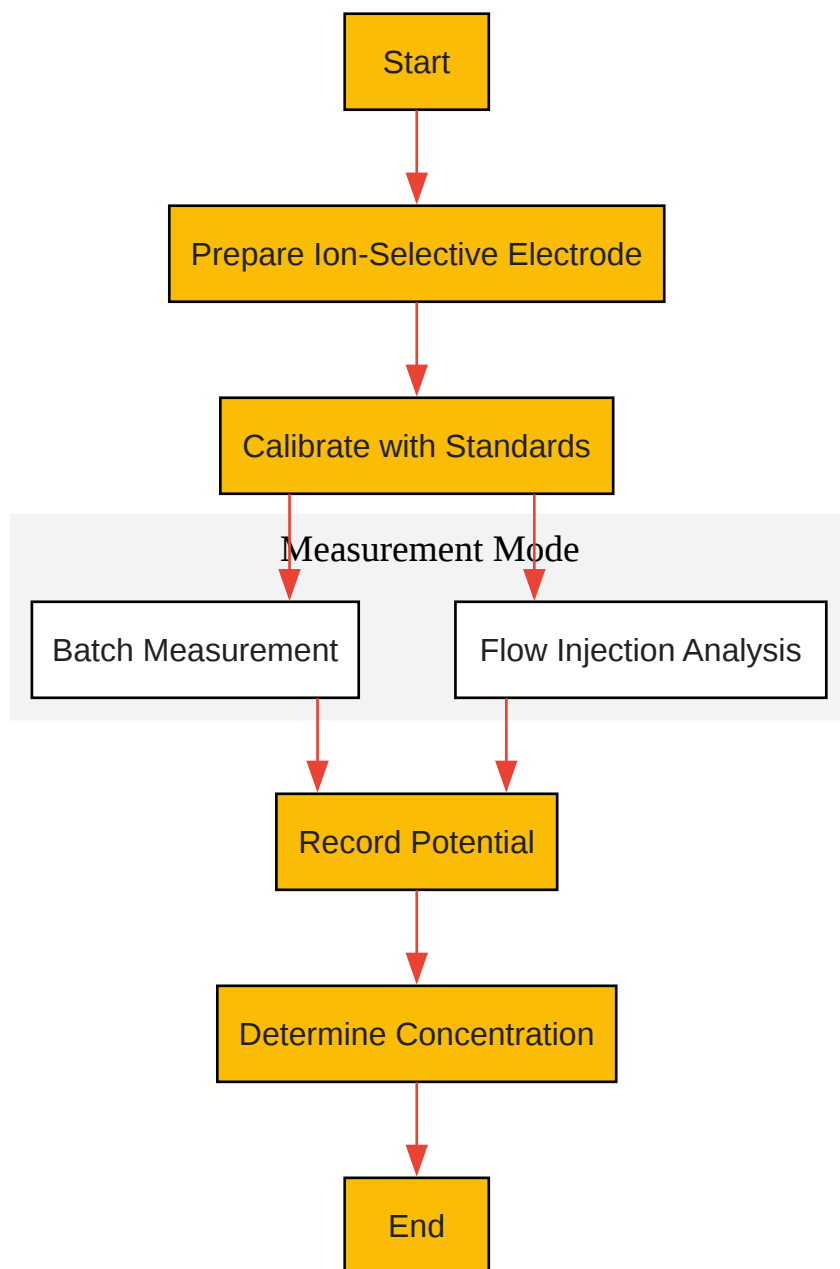 Start
Prepare Ion-Selective Electrode
Calibrate with Standards
Measurement Mode
Batch Measurement
Flow Injection Analysis
Record Potential
Determine Concentration
End